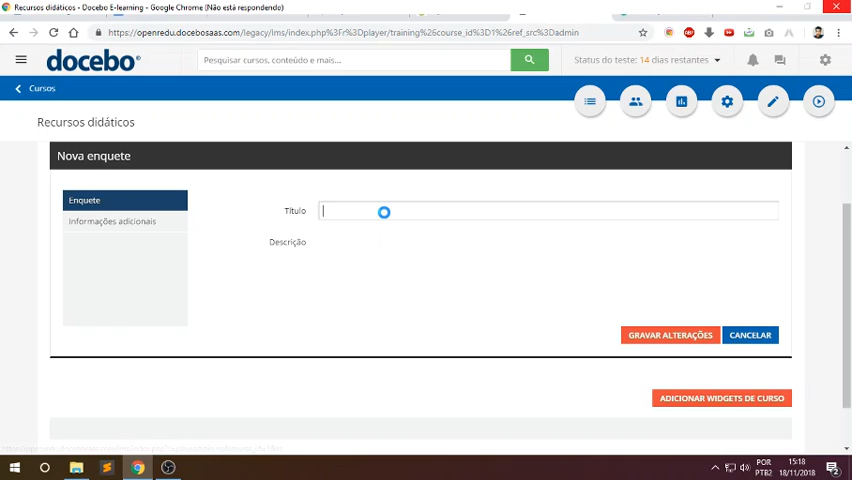 Recursos didáticos - Docebo E-learning - Google Chrome (Não está respondendo)
https://openredu.docebosaas.com/legacy/lms/index.php%3Fr%3Dplayer/training%26course_id%3D1%26ref_src%3Dadmin
docebo
Pesquisar cursos, conteúdo e mais...
Status do teste: 14 dias restantes
Cursos
Recursos didáticos
Nova enquete
Enquete
Informações adicionais
Título
Descrição
GRAVAR ALTERAÇÕES
CANCELAR
ADICIONAR WIDGETS DE CURSO
POR
PTB2
15:18
18/11/2018
2